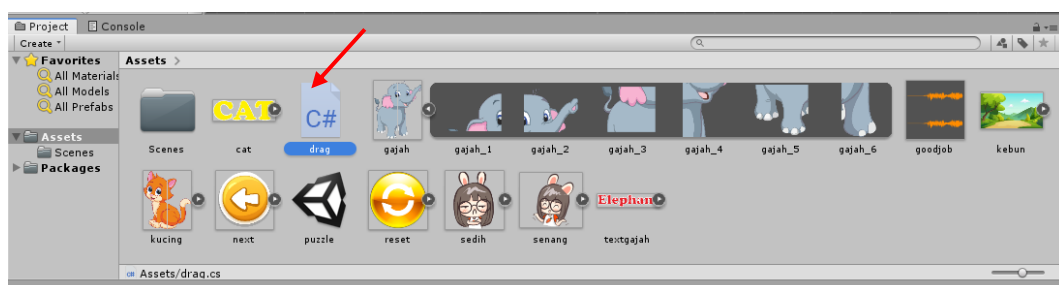 Project Console
Create
Favorites
All Materials
All Models
All Prefabs
Assets
Scenes
Packages
Assets >
CAT
C#
Scenes cat drag gajah gajah_1 gajah_2 gajah_3 gajah_4 gajah_5 gajah_6 goodjob kebun
Elephan
kucing next puzzle reset sedih senang textgajah
C# Assets/drag.cs